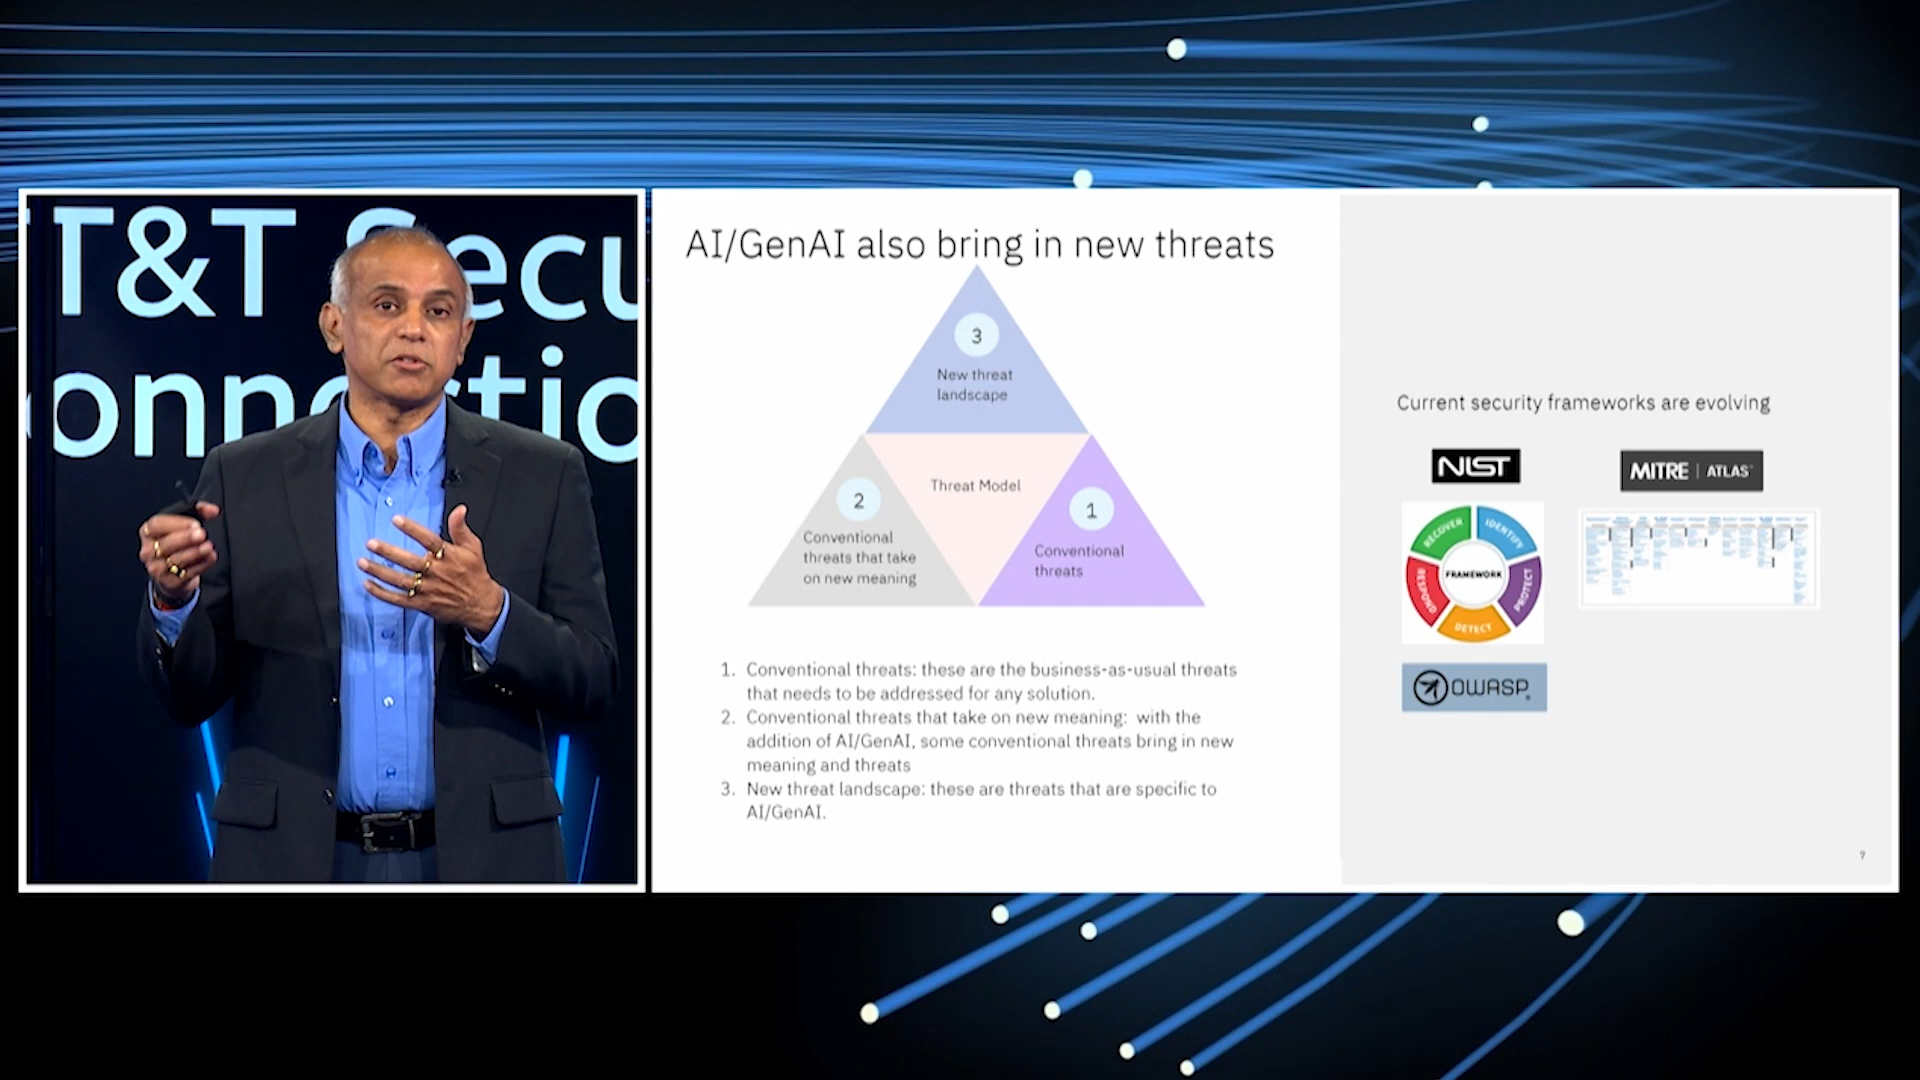 T&T Secu
onnectio
AI/GenAI also bring in new threats
3
New threat
landscape
Threat Model
2
Conventional
threats that take
on new meaning
1
Conventional
threats
1. Conventional threats: these are the business-as-usual threats
that needs to be addressed for any solution.
2. Conventional threats that take on new meaning: with the
addition of AI/GenAI, some conventional threats bring in new
meaning and threats
3. New threat landscape: these are threats that are specific to
AI/GenAI.
Current security frameworks are evolving
NIST
MITRE | ATLAS™
RECOVER
IDENTIFY
FRAMEWORK
RESPOND
PROTECT
DETECT
OWASP®
7